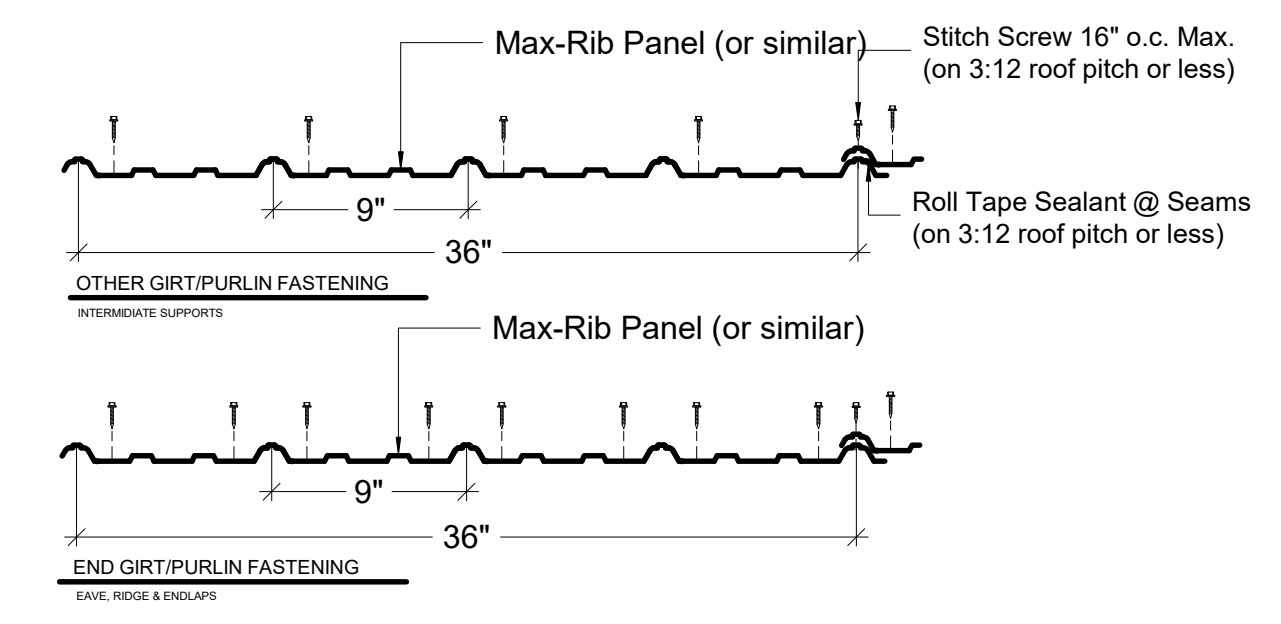 Max-Rib Panel (or similar)
Stitch Screw 16" o.c. Max.
(on 3:12 roof pitch or less)
9"
Roll Tape Sealant @ Seams
(on 3:12 roof pitch or less)
36"
OTHER GIRT/PURLIN FASTENING
INTERMIDIATE SUPPORTS
Max-Rib Panel (or similar)
9"
36"
END GIRT/PURLIN FASTENING
EAVE, RIDGE & ENDLAPS